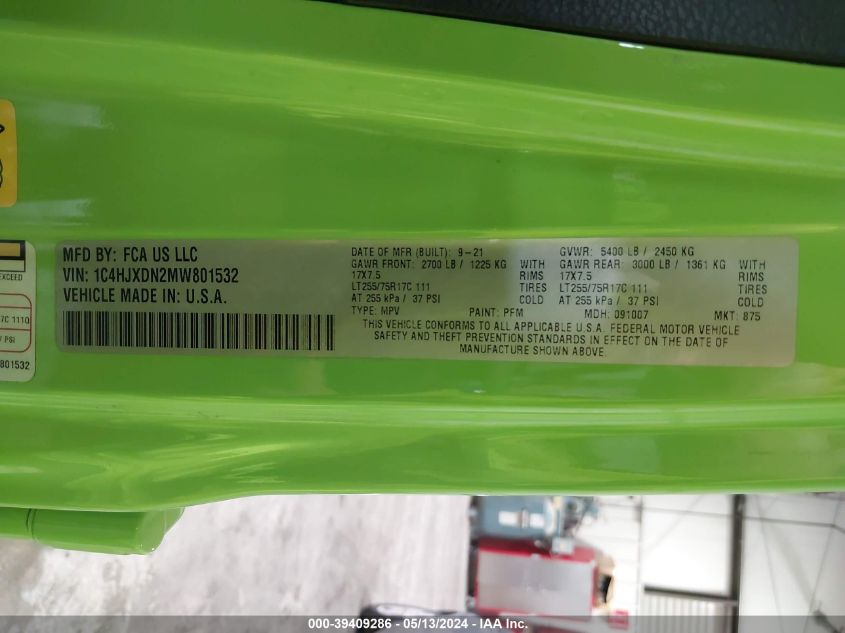 MFD BY: FCA US LLC
VIN: 1C4HJXDN2MW801532
VEHICLE MADE IN: U.S.A.
DATE OF MFR (BUILT): 9-21 GVWR: 5400 LB / 2450 KG
GAWR FRONT: 2700 LB / 1225 KG WITH GAWR REAR: 3000 LB / 1361 KG WITH
17X7.5 RIMS 17X7.5 RIMS
LT255/75R17C 111 TIRES LT255/75R17C 111 TIRES
AT 255 kPa / 37 PSI COLD AT 255 kPa / 37 PSI COLD
TYPE: MPV PAINT: PFM MDH: 091007 MKT: 875
THIS VEHICLE CONFORMS TO ALL APPLICABLE U.S.A. FEDERAL MOTOR VEHICLE
SAFETY AND THEFT PREVENTION STANDARDS IN EFFECT ON THE DATE OF
MANUFACTURE SHOWN ABOVE.
EXCEED
7C 1110
PSI
801532
000-39409286 - 05/13/2024 - IAA Inc.